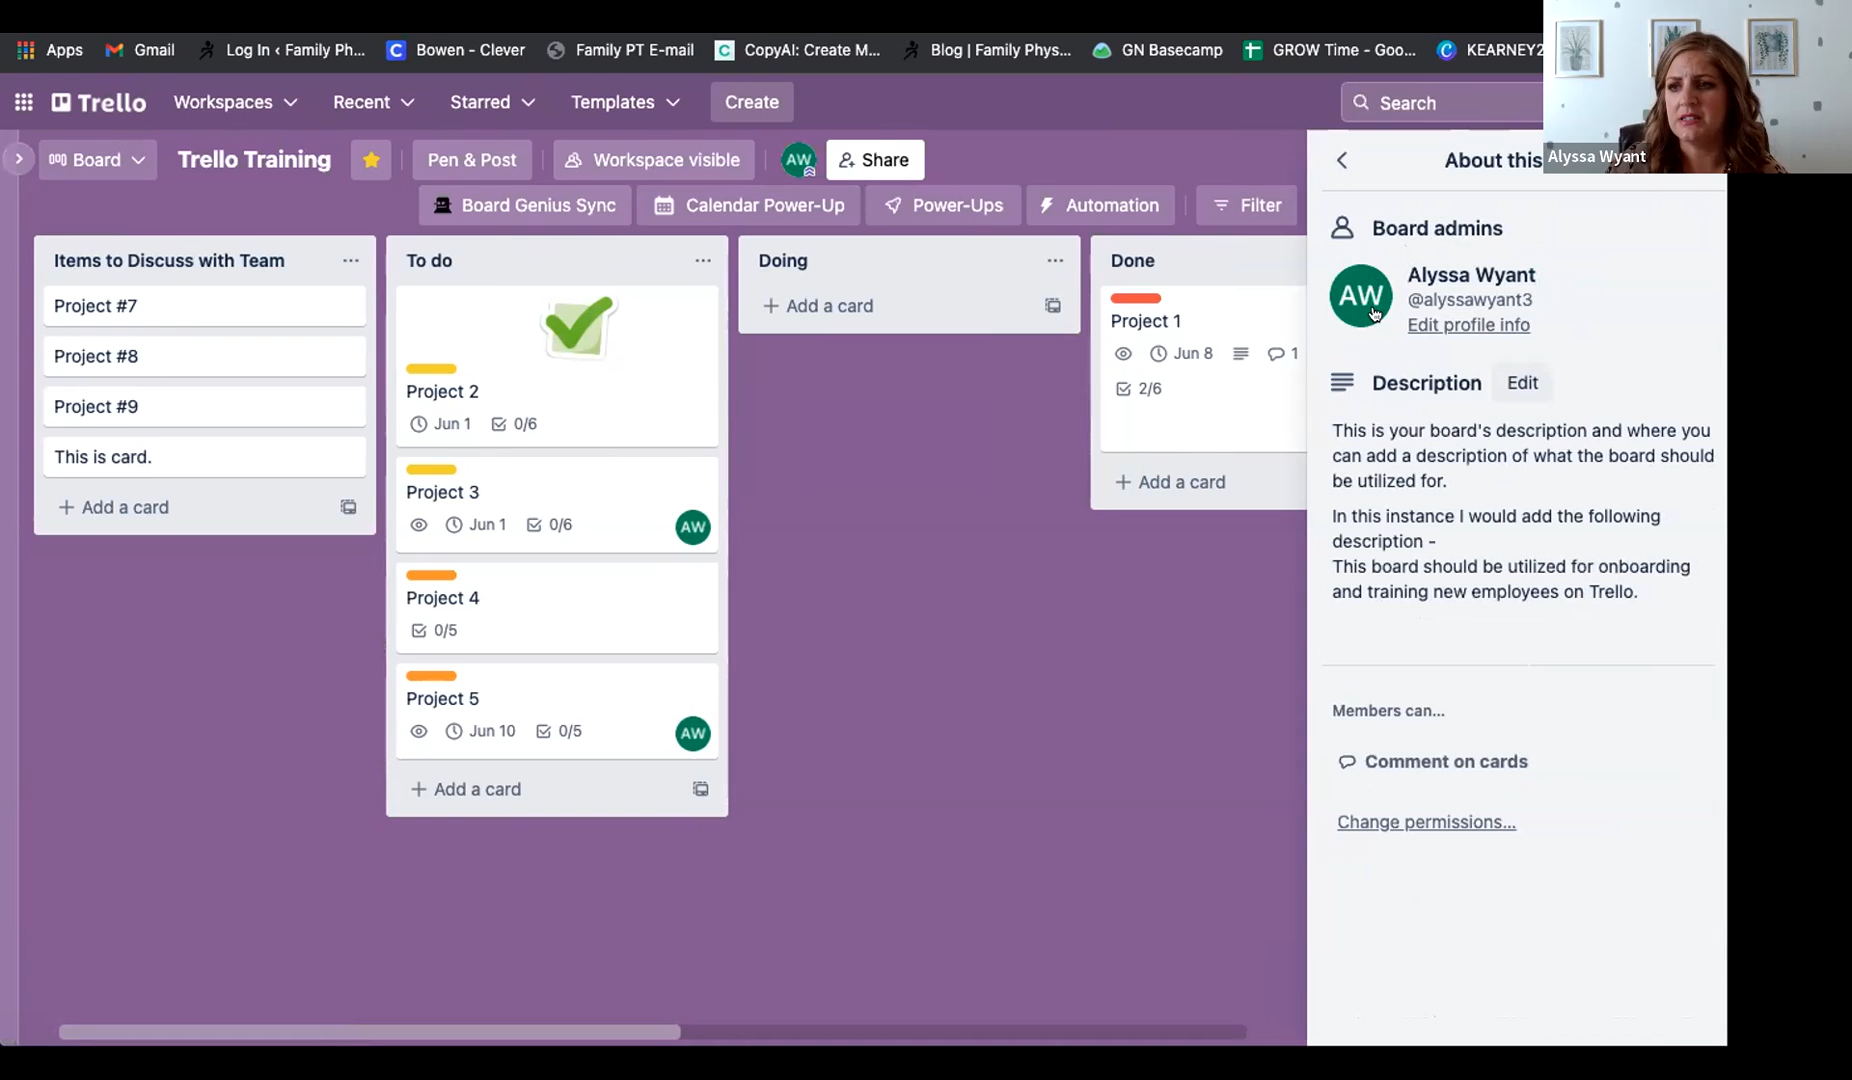 Apps
Gmail
Log In ‹ Family Ph...
Bowen - Clever
Family PT E-mail
CopyAI: Create M...
Blog | Family Phys...
GN Basecamp
GROW Time - Goo...
KEARNEY2
Trello
Workspaces
Recent
Starred
Templates
Create
Search
Alyssa Wyant
Board
Trello Training
Pen & Post
Workspace visible
AW
Share
Board Genius Sync
Calendar Power-Up
Power-Ups
Automation
Filter
Items to Discuss with Team
Project #7
Project #8
Project #9
This is card.
+ Add a card
To do
Project 2
Jun 1
0/6
Project 3
Jun 1
0/6
AW
Project 4
0/5
Project 5
Jun 10
0/5
AW
+ Add a card
Doing
+ Add a card
Done
Project 1
Jun 8
1
2/6
+ Add a card
About this
Board admins
AW
Alyssa Wyant
@alyssawyant3
Edit profile info
Description
Edit
This is your board's description and where you
can add a description of what the board should
be utilized for.
In this instance I would add the following
description -
This board should be utilized for onboarding
and training new employees on Trello.
Members can...
Comment on cards
Change permissions...